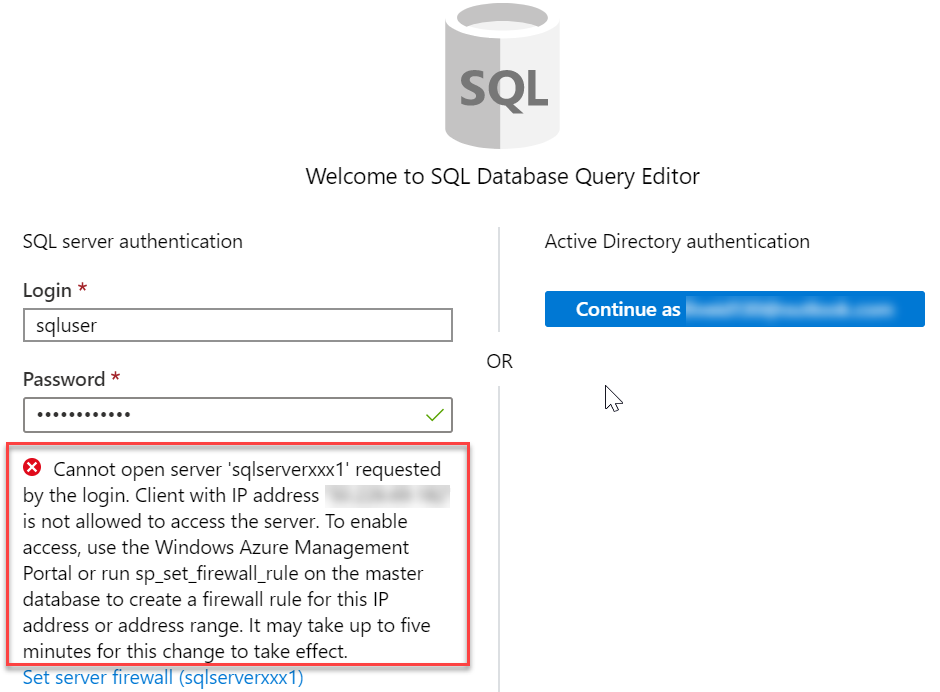 SQL
Welcome to SQL Database Query Editor
SQL server authentication
Login *
sqluser
Password *
••••••••••••
Cannot open server 'sqlserverxxx1' requested
by the login. Client with IP address
is not allowed to access the server. To enable
access, use the Windows Azure Management
Portal or run sp_set_firewall_rule on the master
database to create a firewall rule for this IP
address or address range. It may take up to five
minutes for this change to take effect.
Set server firewall (sqlserverxxx1)
OR
Active Directory authentication
Continue as